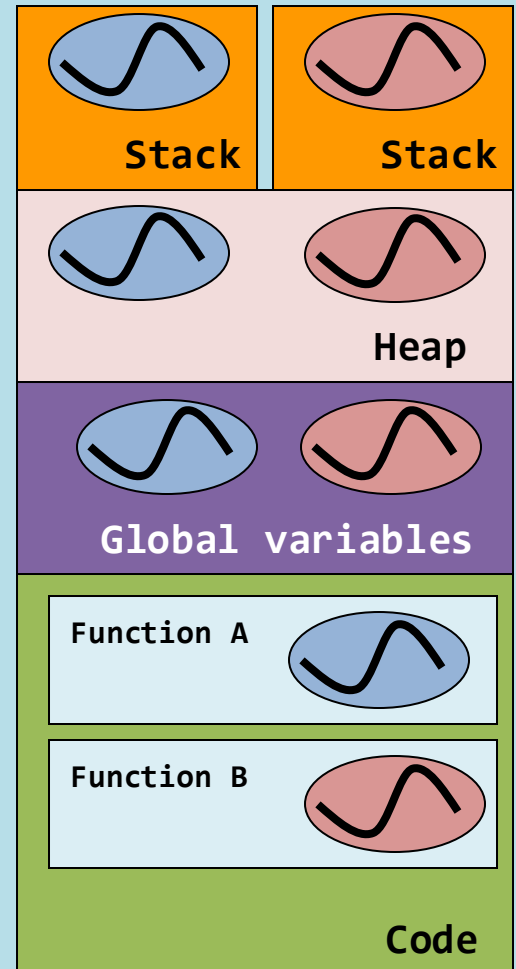 Stack
Stack
Heap
Global variables
Function A
Function B
Code